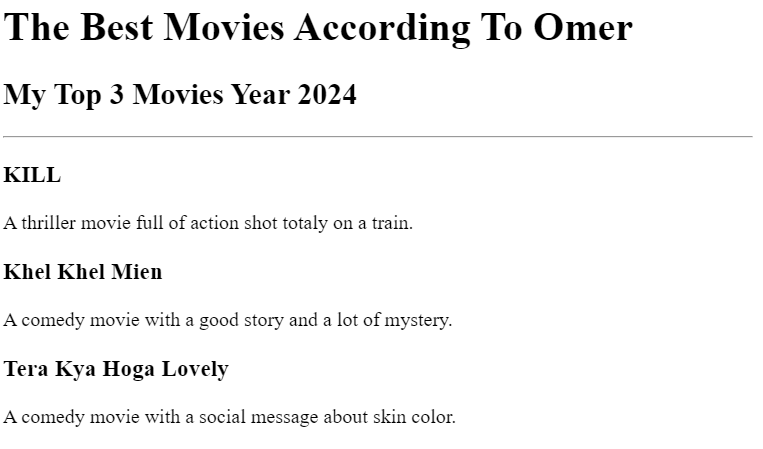 The Best Movies According To Omer
My Top 3 Movies Year 2024
KILL
A thriller movie full of action shot totaly on a train.
Khel Khel Mien
A comedy movie with a good story and a lot of mystery.
Tera Kya Hoga Lovely
A comedy movie with a social message about skin color.